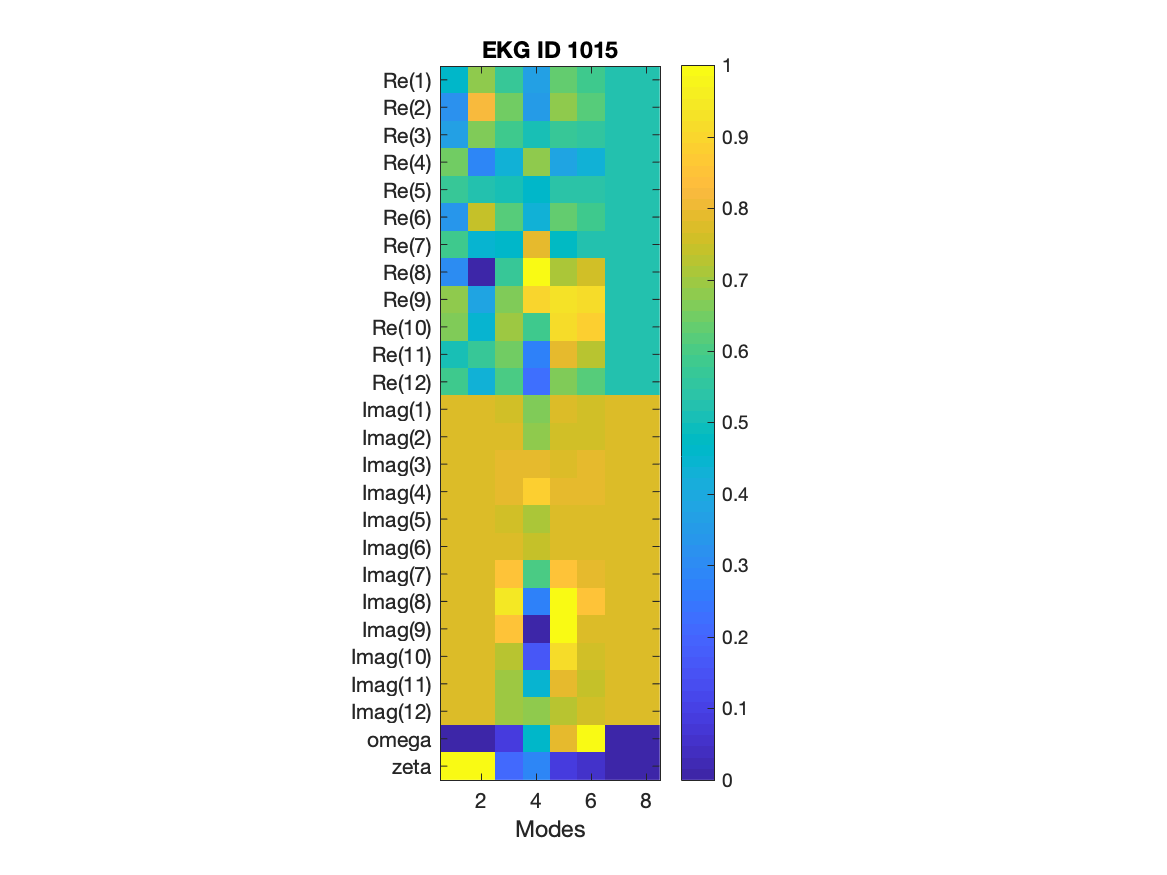 EKG ID 1015
Re(1)
Re(2)
Re(3)
Re(4)
Re(5)
Re(6)
Re(7)
Re(8)
Re(9)
Re(10)
Re(11)
Re(12)
Imag(1)
Imag(2)
Imag(3)
Imag(4)
Imag(5)
Imag(6)
Imag(7)
Imag(8)
Imag(9)
Imag(10)
Imag(11)
Imag(12)
omega
zeta
2 4 6 8
Modes
1
0.9
0.8
0.7
0.6
0.5
0.4
0.3
0.2
0.1
0